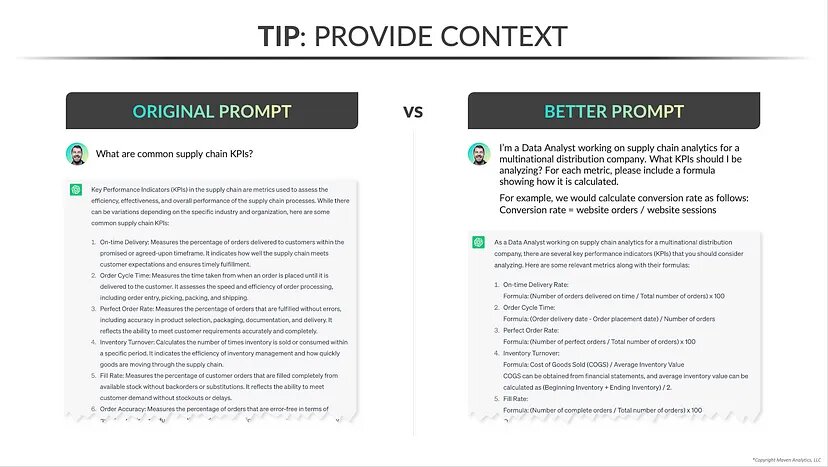 TIP: PROVIDE CONTEXT
ORIGINAL PROMPT
What are common supply chain KPIs?
Key Performance Indicators (KPIs) in the supply chain are metrics used to assess the
efficiency, effectiveness, and overall performance of the supply chain processes. While there
can be variations depending on the specific industry and organization, here are some
common supply chain KPIs:
1. On-time Delivery: Measures the percentage of orders delivered to customers within the
promised or agreed-upon timeframe. It indicates how well the supply chain meets
customer expectations and ensures timely fulfillment.
2. Order Cycle Time: Measures the time taken from when an order is placed until it is
delivered to the customer. It assesses the speed and efficiency of order processing,
including order entry, picking, packing, and shipping.
3. Perfect Order Rate: Measures the percentage of orders that are fulfilled without errors,
including accuracy in product selection, packaging, documentation, and delivery. It
reflects the ability to meet customer requirements accurately and completely.
4. Inventory Turnover: Calculates the number of times inventory is sold or consumed within
a specific period. It indicates the efficiency of inventory management and how quickly
goods are moving through the supply chain.
5. Fill Rate: Measures the percentage of customer orders that are filled completely from
available stock without backorders or substitutions. It reflects the ability to meet
customer demand without stockouts or delays.
6. Order Accuracy: Measures the percentage of orders that are error-free in terms of
VS
BETTER PROMPT
I'm a Data Analyst working on supply chain analytics for a
multinational distribution company. What KPIs should I be
analyzing? For each metric, please include a formula
showing how it is calculated.
For example, we would calculate conversion rate as follows:
Conversion rate = website orders / website sessions
As a Data Analyst working on supply chain analytics for a multinational distribution
company, there are several key performance indicators (KPIs) that you should consider
analyzing. Here are some relevant metrics along with their formulas:
1. On-time Delivery Rate:
Formula: (Number of orders delivered on time / Total number of orders) x 100
2. Order Cycle Time:
Formula: (Order delivery date - Order placement date) / Number of orders
3. Perfect Order Rate:
Formula: (Number of perfect orders / Total number of orders) x 100
4. Inventory Turnover:
Formula: Cost of Goods Sold (COGS) / Average Inventory Value
COGS can be obtained from financial statements, and average inventory value can be
calculated as (Beginning Inventory + Ending Inventory) / 2.
5. Fill Rate:
Formula: (Number of complete orders / Total number of orders) x 100
*Copyright Maven Analytics, LLC